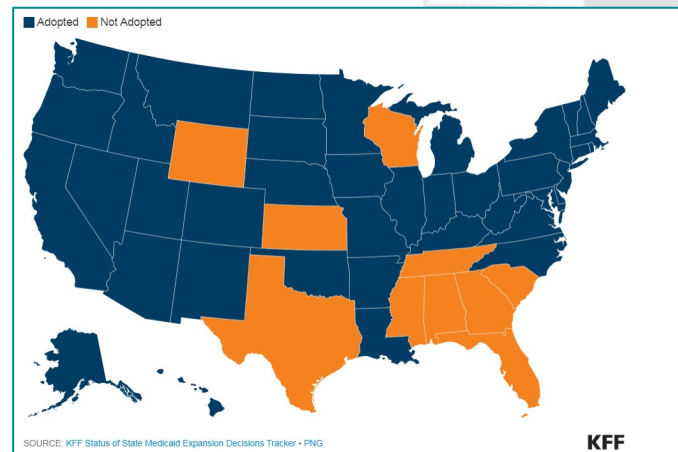 Adopted Not Adopted
SOURCE: KFF Status of State Medicaid Expansion Decisions Tracker • PNG
KFF